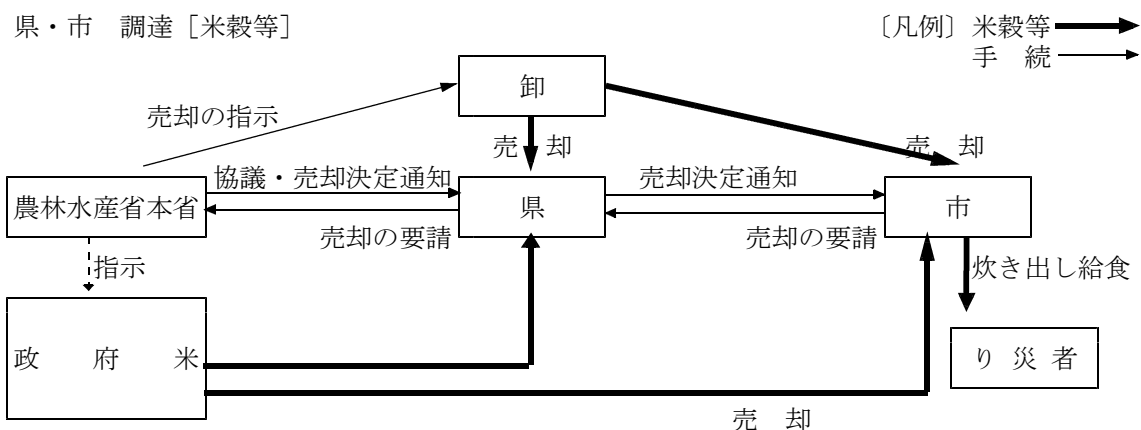 県・市 調達［米穀等］
〔凡例〕米穀等
手 続
卸
売却の指示
売 却
売 却
協議・売却決定通知
売却決定通知
農林水産省本省
県
市
売却の要請
売却の要請
指示
炊き出し給食
政 府 米
り 災 者
売 却